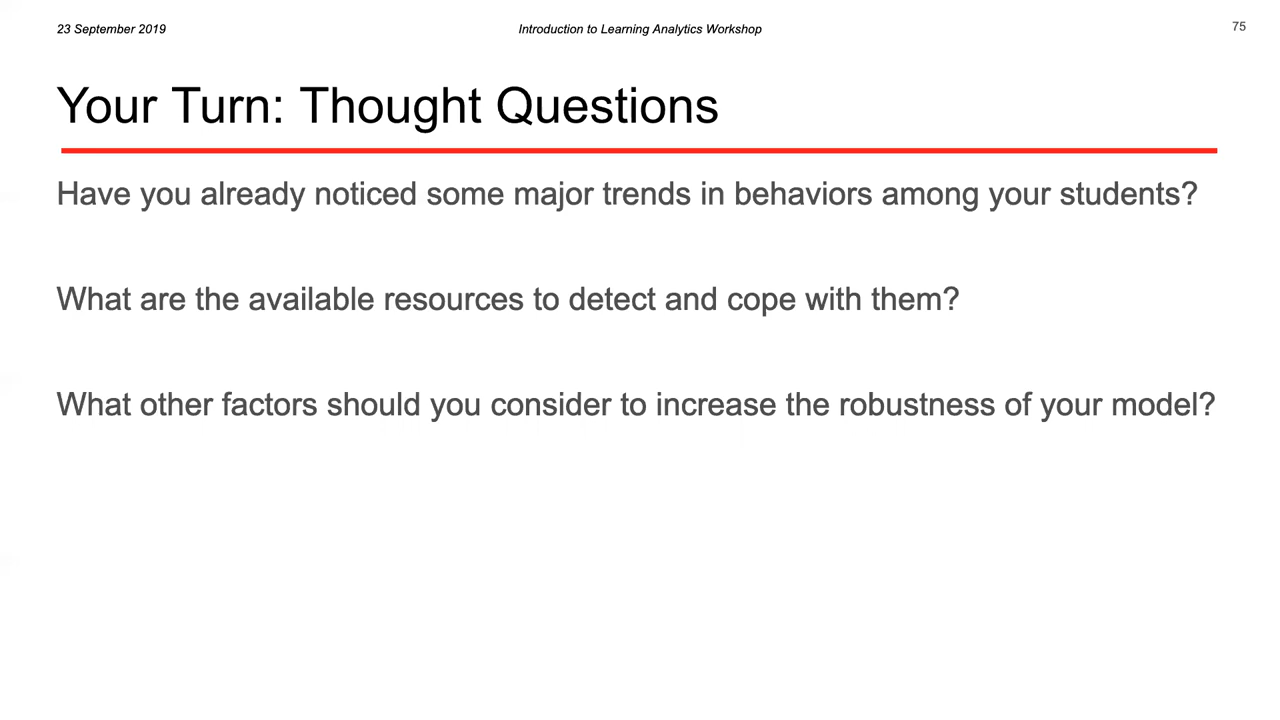 23 September 2019
Introduction to Learning Analytics Workshop
75
Your Turn: Thought Questions
Have you already noticed some major trends in behaviors among your students?
What are the available resources to detect and cope with them?
What other factors should you consider to increase the robustness of your model?